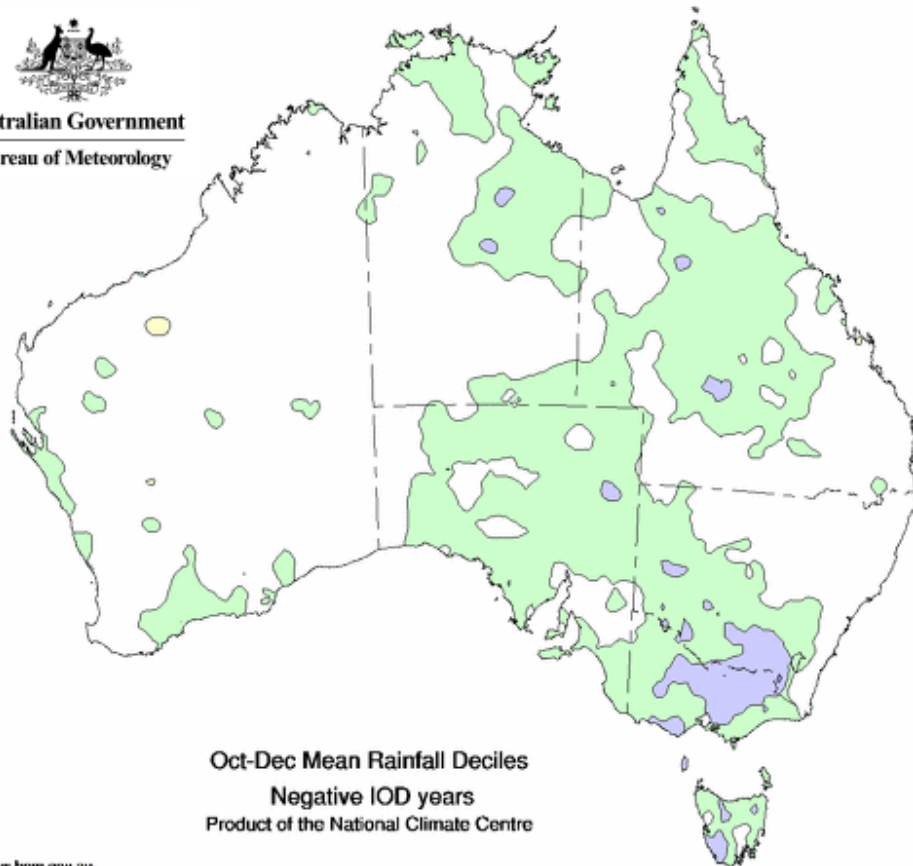 tralian Government
reau of Meteorology
Oct-Dec Mean Rainfall Deciles
Negative IOD years
Product of the National Climate Centre